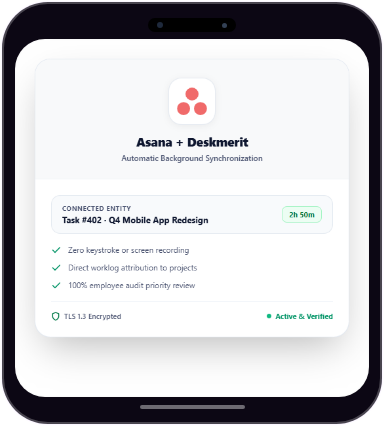 Asana + Deskmerit
Automatic Background Synchronization
CONNECTED ENTITY
Task #402 · Q4 Mobile App Redesign
2h 50m
Zero keystroke or screen recording
Direct worklog attribution to projects
100% employee audit priority review
TLS 1.3 Encrypted
Active & Verified